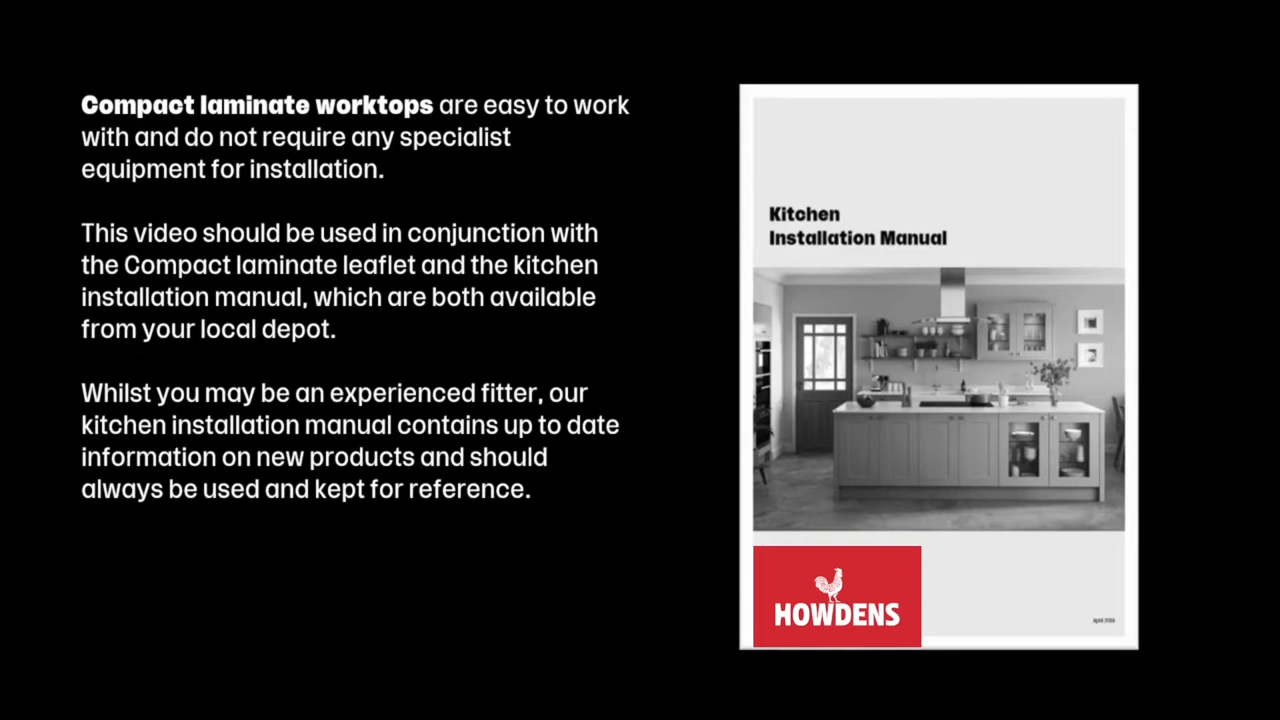 Compact laminate worktops are easy to work
with and do not require any specialist
equipment for installation.
This video should be used in conjunction with
the Compact laminate leaflet and the kitchen
installation manual, which are both available
from your local depot.
Whilst you may be an experienced fitter, our
kitchen installation manual contains up to date
information on new products and should
always be used and kept for reference.
Kitchen
Installation Manual
HOWDENS